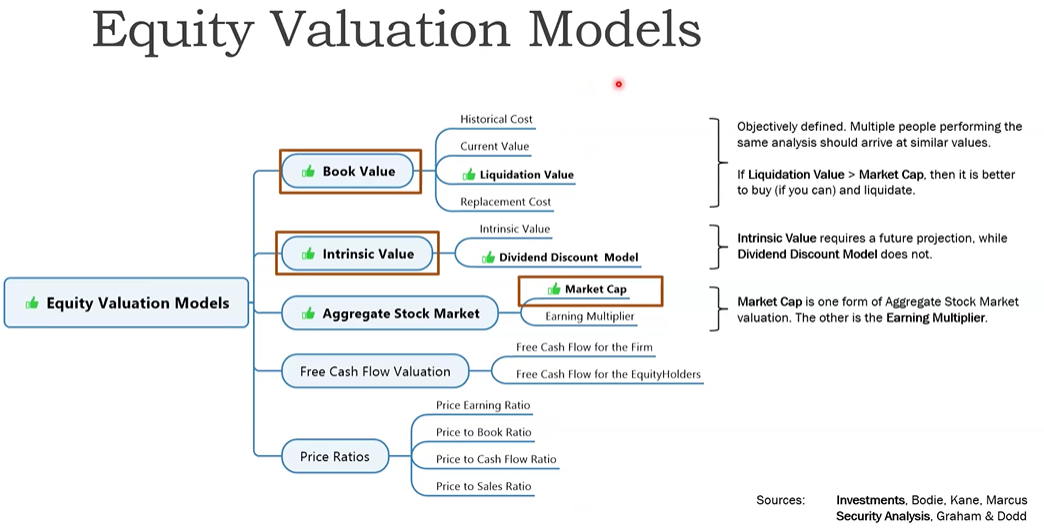 Equity Valuation Models
Historical Cost
Current Value
Book Value
Liquidation Value
Replacement Cost
Objectively defined. Multiple people performing the
same analysis should arrive at similar values.
If Liquidation Value > Market Cap, then it is better
to buy (if you can) and liquidate.
Intrinsic Value
Intrinsic Value
Dividend Discount Model
Intrinsic Value requires a future projection, while
Dividend Discount Model does not.
Equity Valuation Models
Aggregate Stock Market
Market Cap
Earning Multiplier
Market Cap is one form of Aggregate Stock Market
valuation. The other is the Earning Multiplier.
Free Cash Flow Valuation
Free Cash Flow for the Firm
Free Cash Flow for the EquityHolders
Price Ratios
Price Earning Ratio
Price to Book Ratio
Price to Cash Flow Ratio
Price to Sales Ratio
Sources: Investments, Bodie, Kane, Marcus
Security Analysis, Graham & Dodd